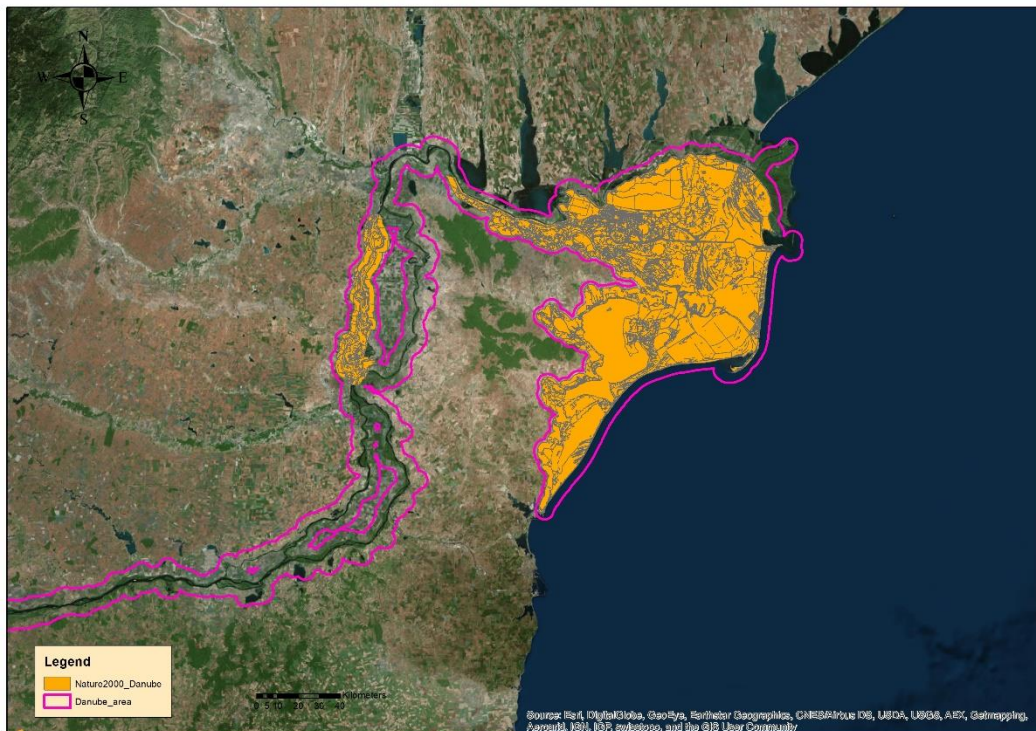 N
W E
S
Legend
Nature2000_Danube
Danube_area
Kilometers
0 5 10 20 30 40
Source: Esri, DigitalGlobe, GeoEye, Earthstar Geographics, CNES/Airbus DS, USDA, USGS, AEX, Getmapping,
Aerogrid, IGN, IGP, swisstopo, and the GIS User Community